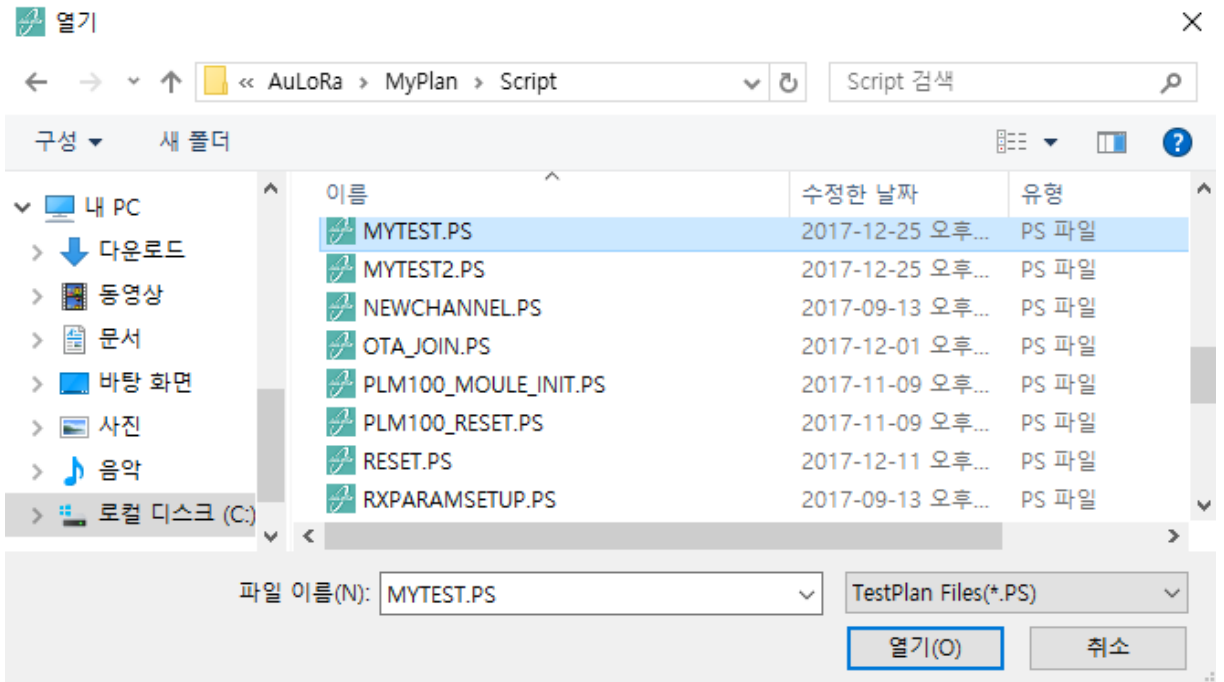 열기
« AuLoRa > MyPlan > Script
Script 검색
구성
새 폴더
내 PC
다운로드
동영상
문서
바탕 화면
사진
음악
로컬 디스크 (C:)
이름 수정한 날짜 유형
MYTEST.PS 2017-12-25 오후... PS 파일
MYTEST2.PS 2017-12-25 오후... PS 파일
NEWCHANNEL.PS 2017-09-13 오후... PS 파일
OTA_JOIN.PS 2017-12-01 오후... PS 파일
PLM100_MOULE_INIT.PS 2017-11-09 오후... PS 파일
PLM100_RESET.PS 2017-11-09 오후... PS 파일
RESET.PS 2017-12-11 오후... PS 파일
RXPARAMSETUP.PS 2017-09-13 오후... PS 파일
파일 이름(N): MYTEST.PS
TestPlan Files(*.PS)
열기(O) 취소